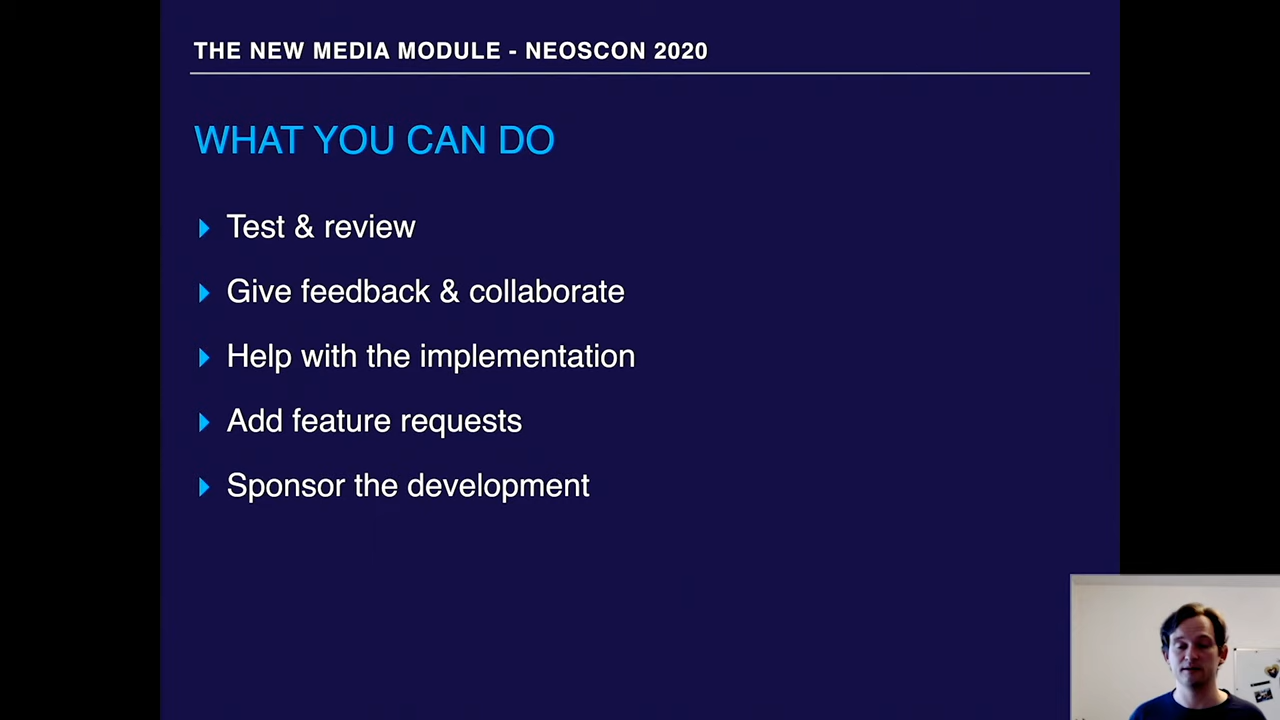 THE NEW MEDIA MODULE - NEOSCON 2020
WHAT YOU CAN DO
Test & review
Give feedback & collaborate
Help with the implementation
Add feature requests
Sponsor the development